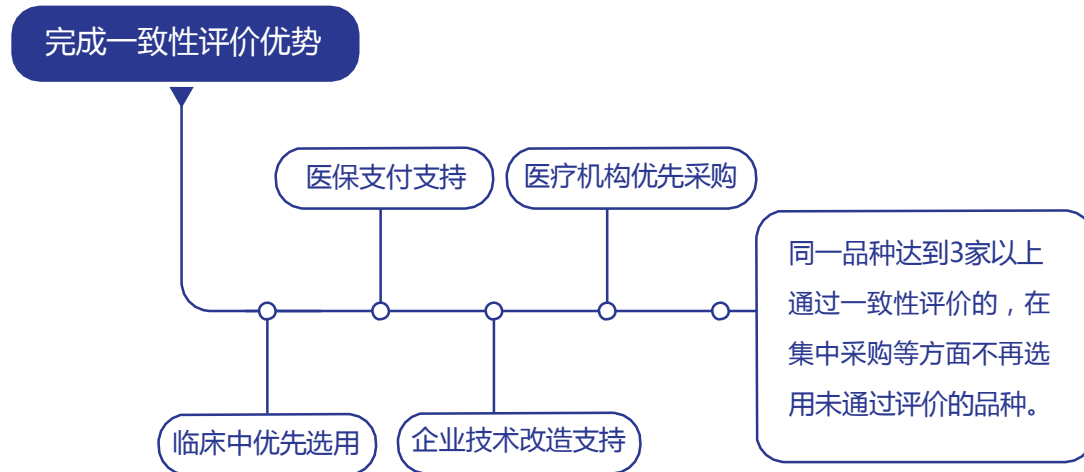 完成一致性评价优势
医保支付支持
医疗机构优先采购
同一品种达到3家以上
通过一致性评价的，在
集中采购等方面不再选
用未通过评价的品种。
临床中优先选用
企业技术改造支持